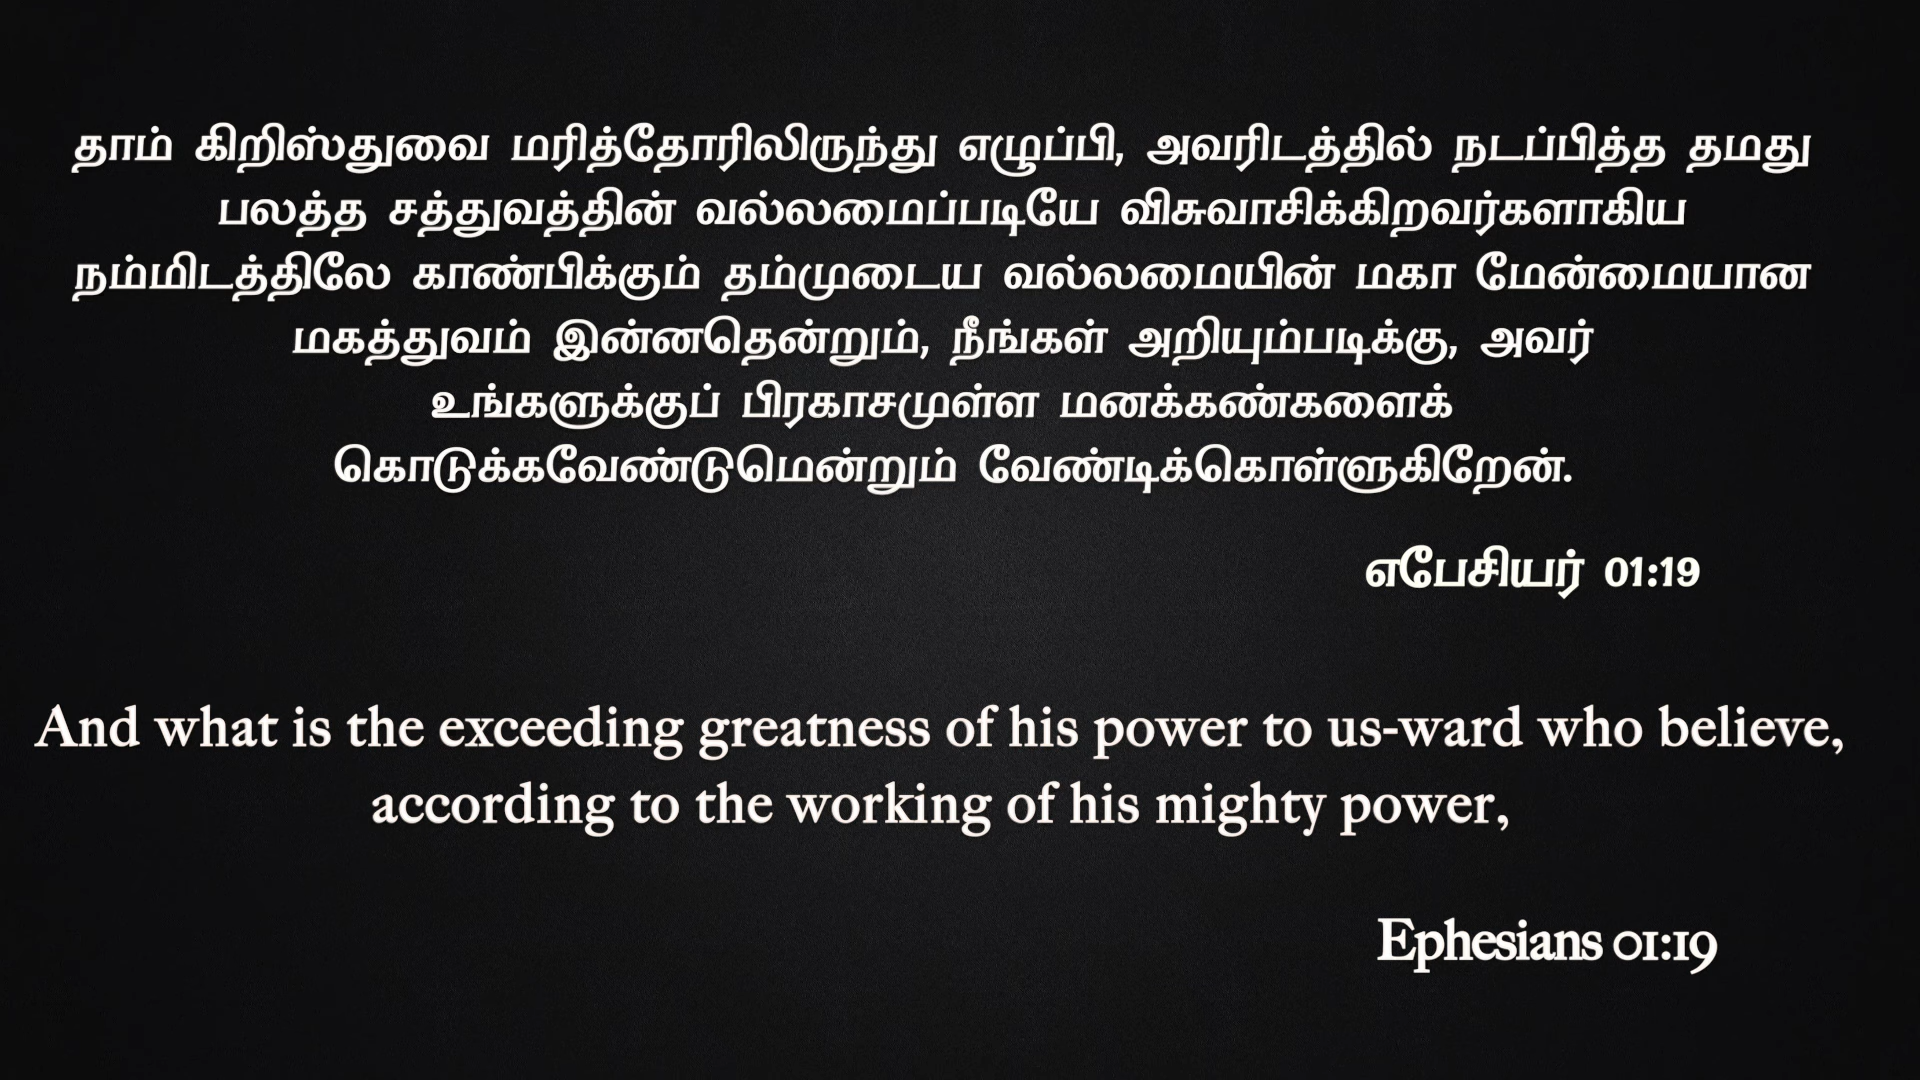 தாம் கிறிஸ்துவை மரித்தோரிலிருந்து எழுப்பி, அவரிடத்தில் நடப்பித்த தமது
பலத்த சத்துவத்தின் வல்லமைப்படியே விசுவாசிக்கிறவர்களாகிய
நம்மிடத்திலே காண்பிக்கும் தம்முடைய வல்லமையின் மகா மேன்மையான
மகத்துவம் இன்னதென்றும், நீங்கள் அறியும்படிக்கு, அவர்
உங்களுக்குப் பிரகாசமுள்ள மனக்கண்களைக்
கொடுக்கவேண்டுமென்றும் வேண்டிக்கொள்ளுகிறேன்.
எபேசியர் 01:19
And what is the exceeding greatness of his power to us-ward who believe,
according to the working of his mighty power,
Ephesians 01:19